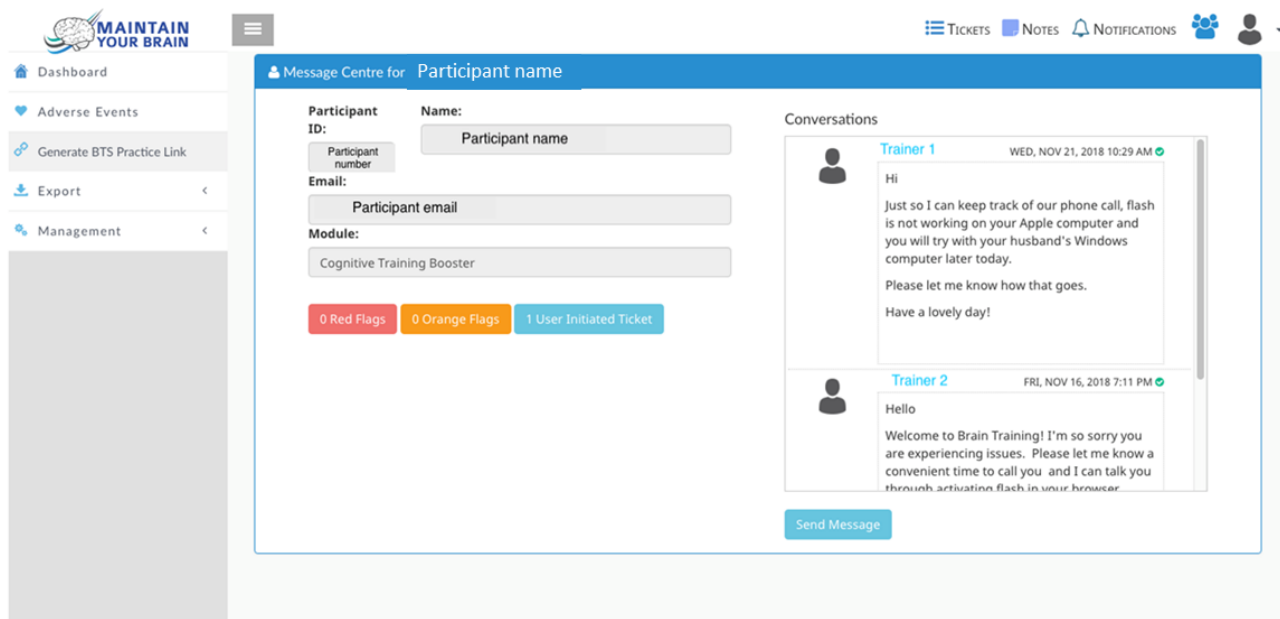 MAINTAIN
YOUR BRAIN
TICKETS NOTES NOTIFICATIONS
Dashboard
Adverse Events
Generate BTS Practice Link
Export
Management
Message Centre for Participant name
Participant
ID:
Participant
number
Name:
Participant name
Email:
Participant email
Module:
Cognitive Training Booster
0 Red Flags
0 Orange Flags
1 User Initiated Ticket
Conversations
Trainer 1 WED, NOV 21, 2018 10:29 AM
Hi
Just so I can keep track of our phone call, flash
is not working on your Apple computer and
you will try with your husband's Windows
computer later today.
Please let me know how that goes.
Have a lovely day!
Trainer 2 FRI, NOV 16, 2018 7:11 PM
Hello
Welcome to Brain Training! I'm so sorry you
are experiencing issues. Please let me know a
convenient time to call you and I can talk you
through activating flash in your browser
Send Message